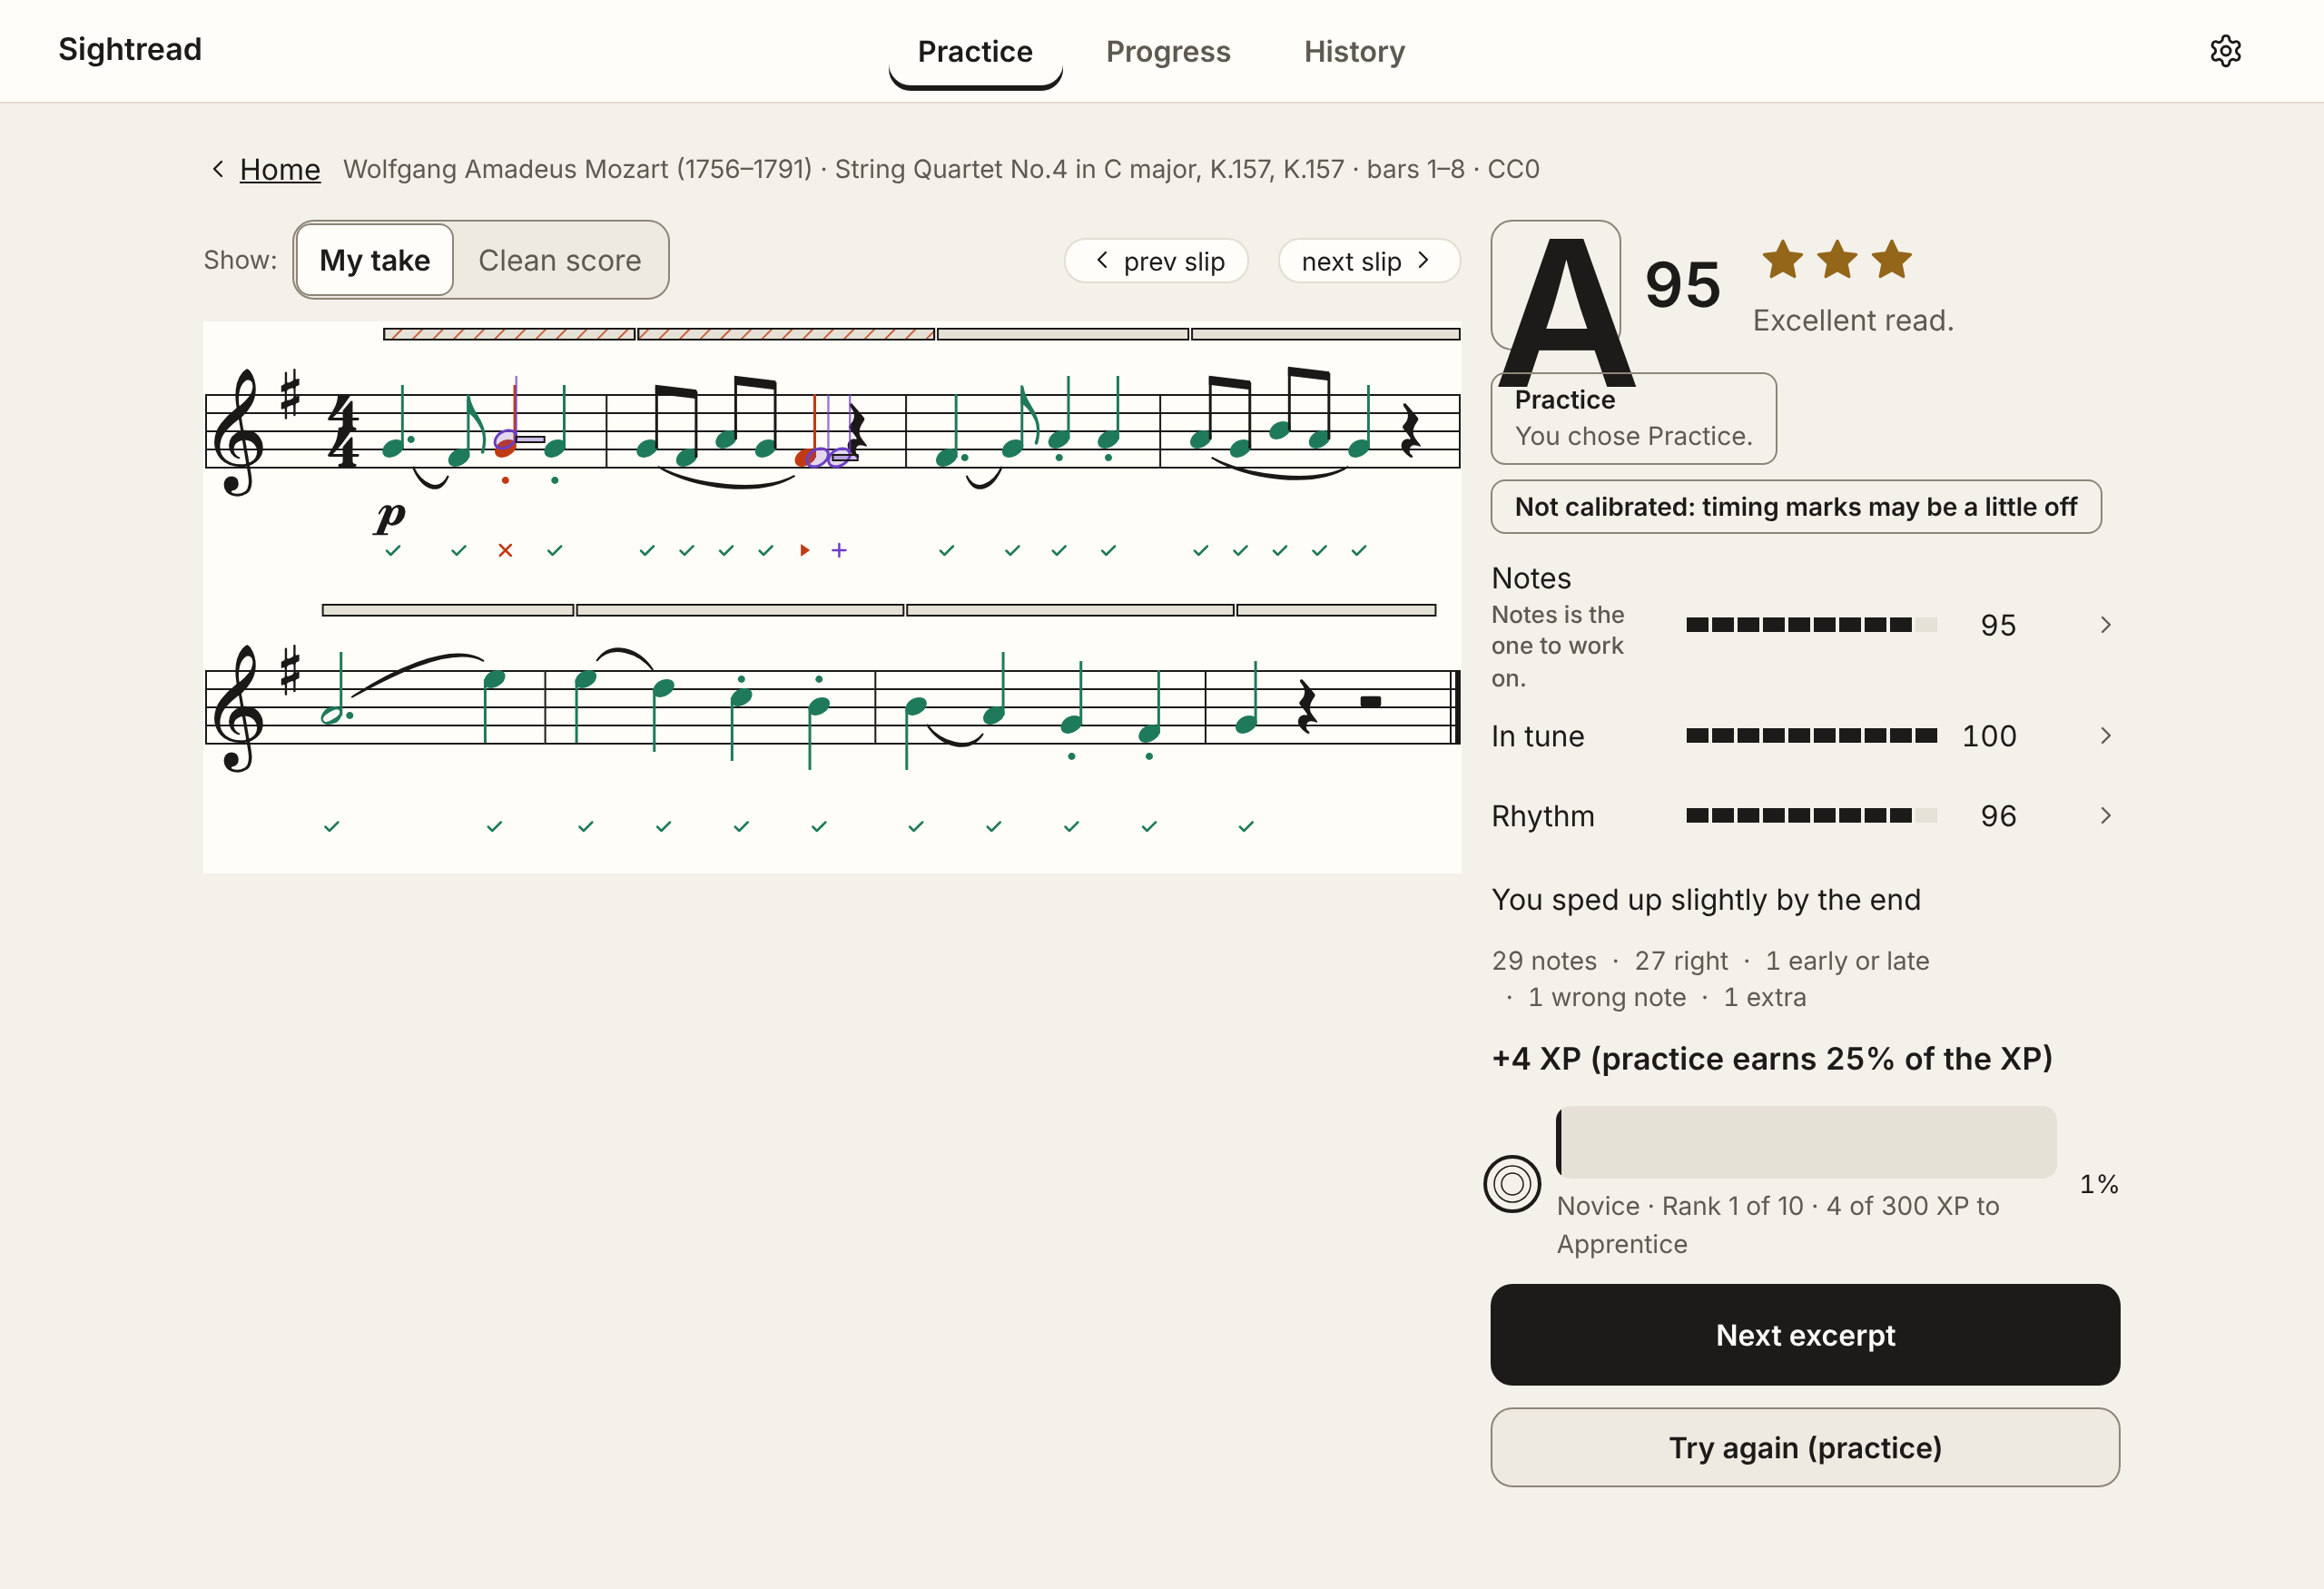 Sightread
Practice
Progress
History
Home
Wolfgang Amadeus Mozart (1756–1791) · String Quartet No.4 in C major, K.157, K.157 · bars 1–8 · CC0
Show:
My take
Clean score
prev slip
next slip
4
4
p
A
95
Excellent read.
Practice
You chose Practice.
Not calibrated: timing marks may be a little off
Notes
Notes is the
one to work
on.
95
In tune
100
Rhythm
96
You sped up slightly by the end
29 notes · 27 right · 1 early or late
· 1 wrong note · 1 extra
+4 XP (practice earns 25% of the XP)
1%
Novice · Rank 1 of 10 · 4 of 300 XP to
Apprentice
Next excerpt
Try again (practice)